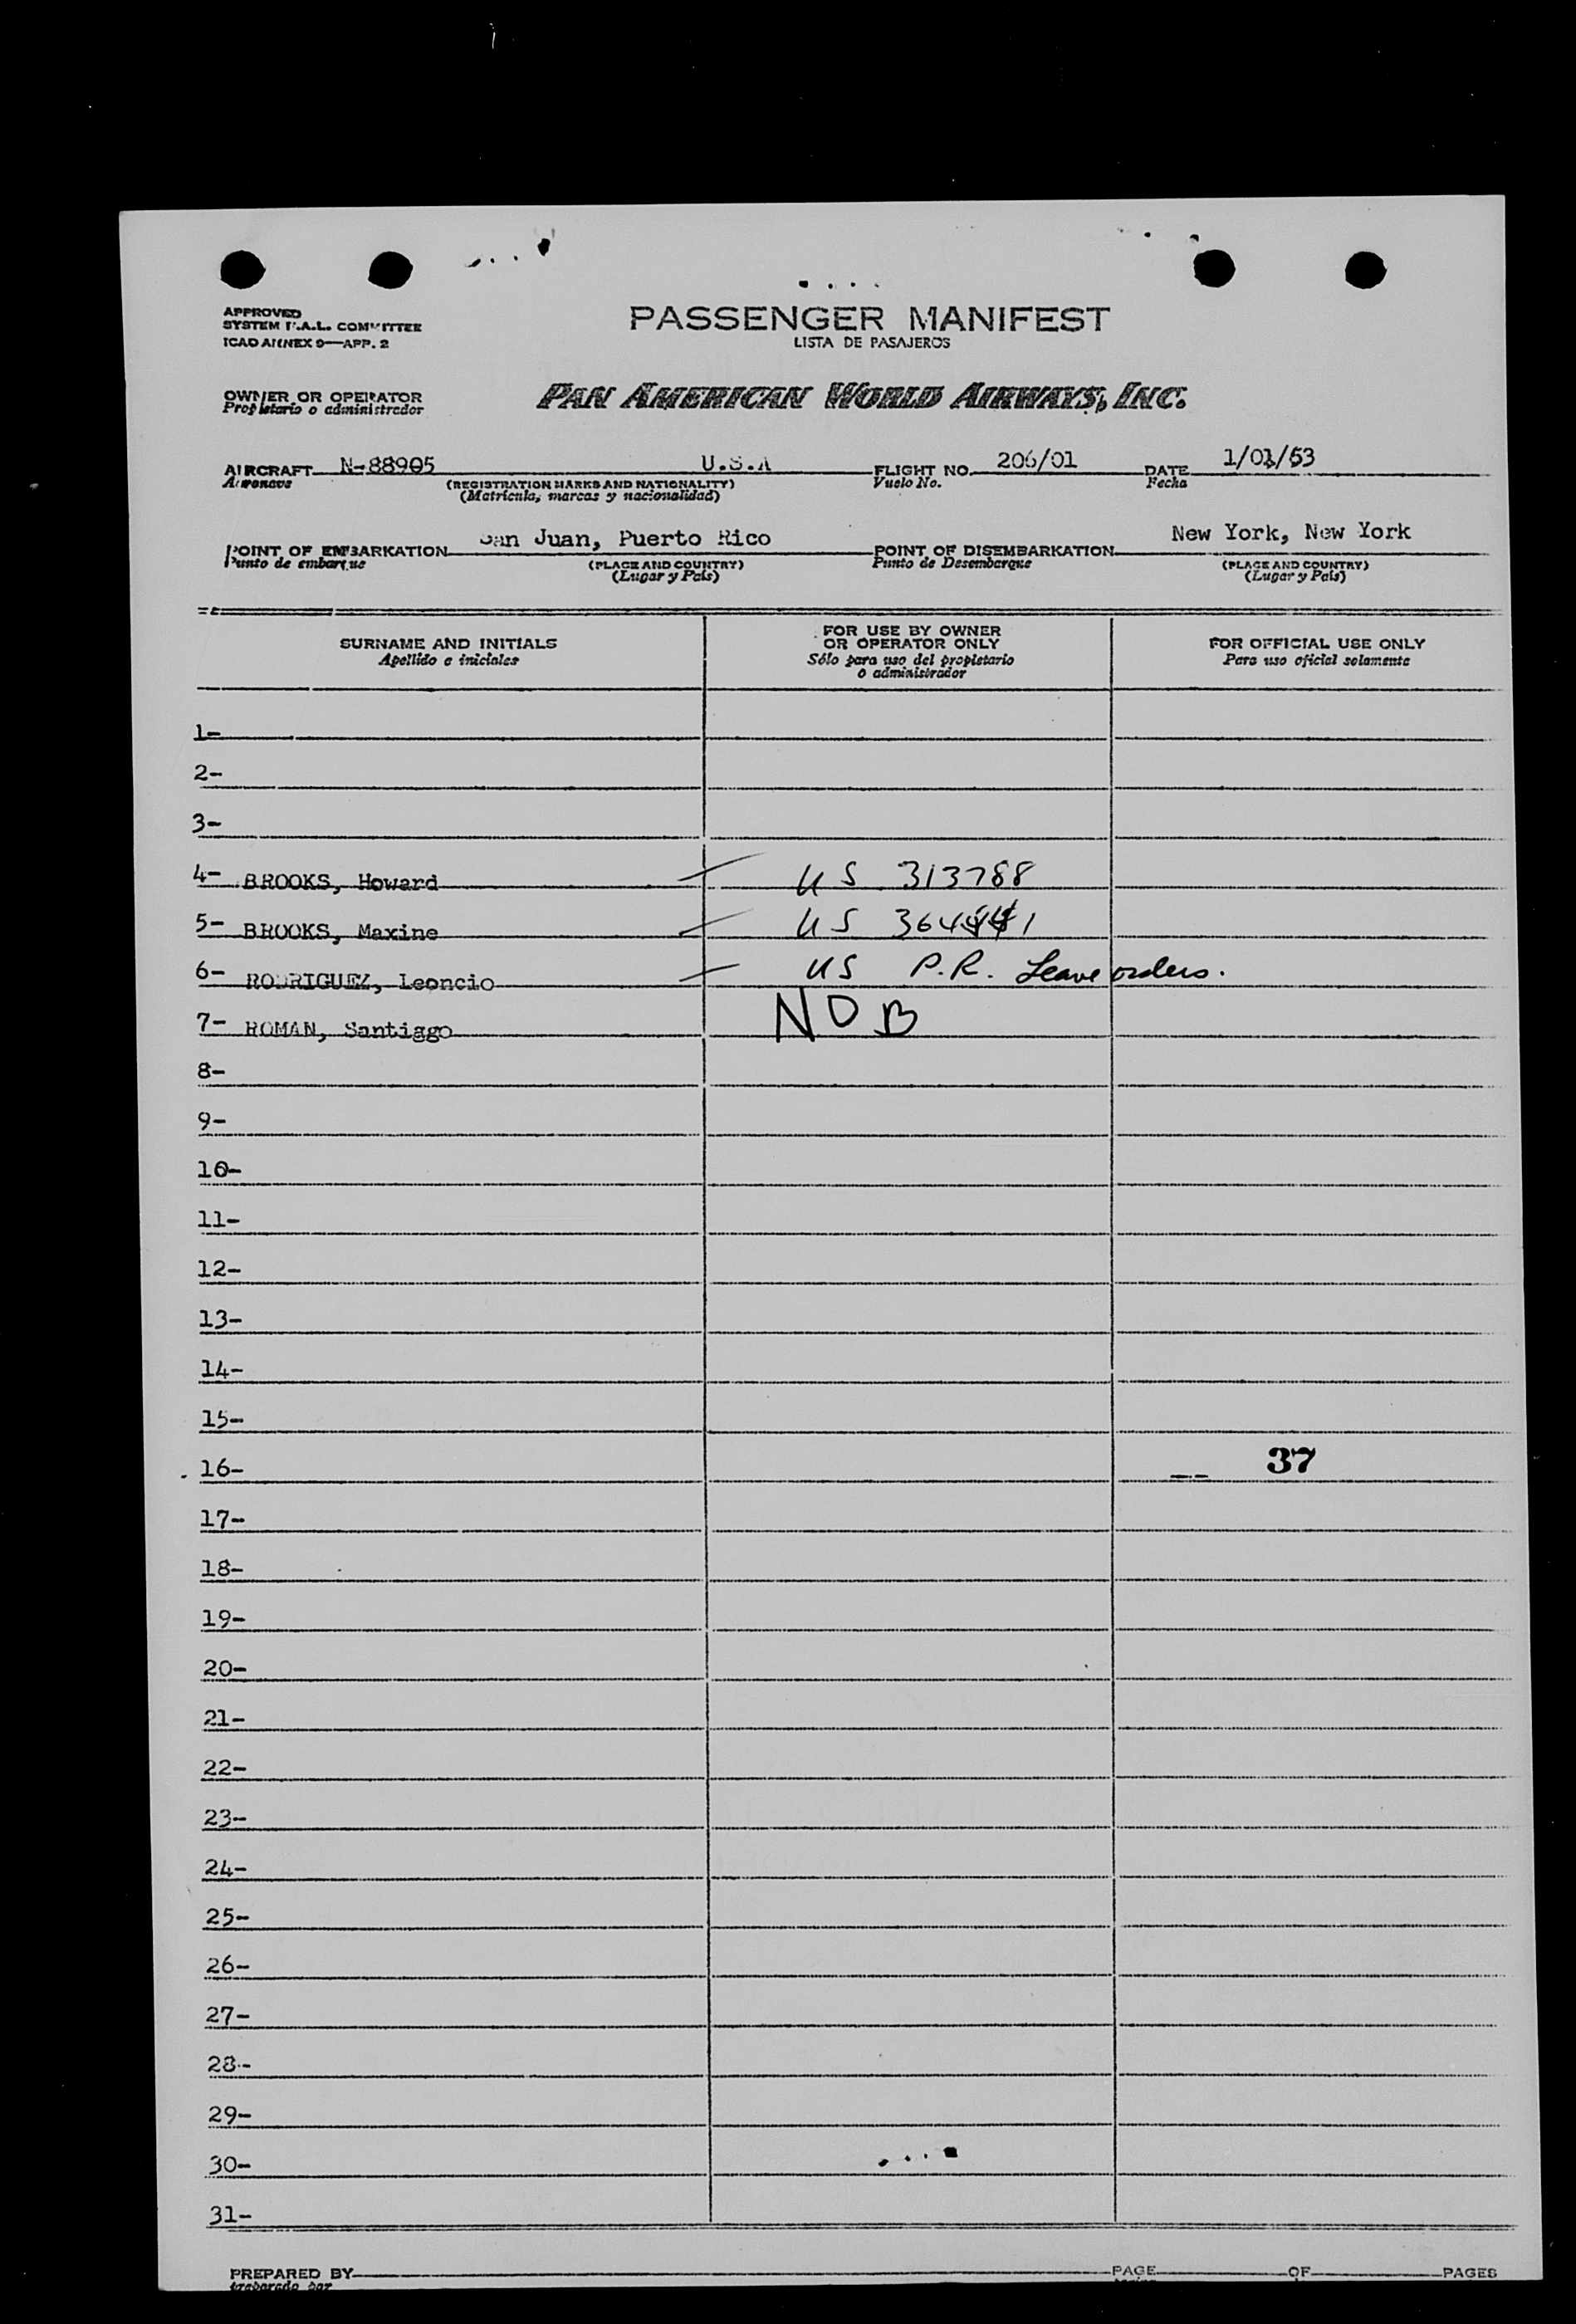 APPROVED
SYSTEM F.A.L. COMMITTEE
ICAO ANNEX 9—APP. 2
PASSENGER MANIFEST
LISTA DE PASAJEROS
OWNER OR OPERATOR
Propietario o administrador
PAN AMERICAN WORLD AIRWAYS, INC.
AIRCRAFT N-88905 U.S.A FLIGHT NO. 206/01 DATE 1/01/53
Aeronave (REGISTRATION MARKS AND NATIONALITY) Vuelo No. Fecha
(Matrícula, marcas y nacionalidad)
POINT OF EMBARKATION San Juan, Puerto Rico POINT OF DISEMBARKATION New York, New York
Punto de embarque (PLACE AND COUNTRY) Punto de Desembarque (PLACE AND COUNTRY)
(Lugar y País) (Lugar y País)
SURNAME AND INITIALS FOR USE BY OWNER OR OPERATOR ONLY FOR OFFICIAL USE ONLY
Apellido e iniciales Sólo para uso del propietario o administrador Para uso oficial solamente
1-
2-
3-
4- BROOKS, Howard US 313788
5- BROOKS, Maxine US
6- RODRIGUEZ, Leoncio US P.R. Leave orders.
7- ROMAN, Santiago NOB
8-
9-
10-
11-
12-
13-
14-
15-
16- 37
17-
18-
19-
20-
21-
22-
23-
24-
25-
26-
27-
28-
29-
30-
31-
PREPARED BY PAGE OF PAGES